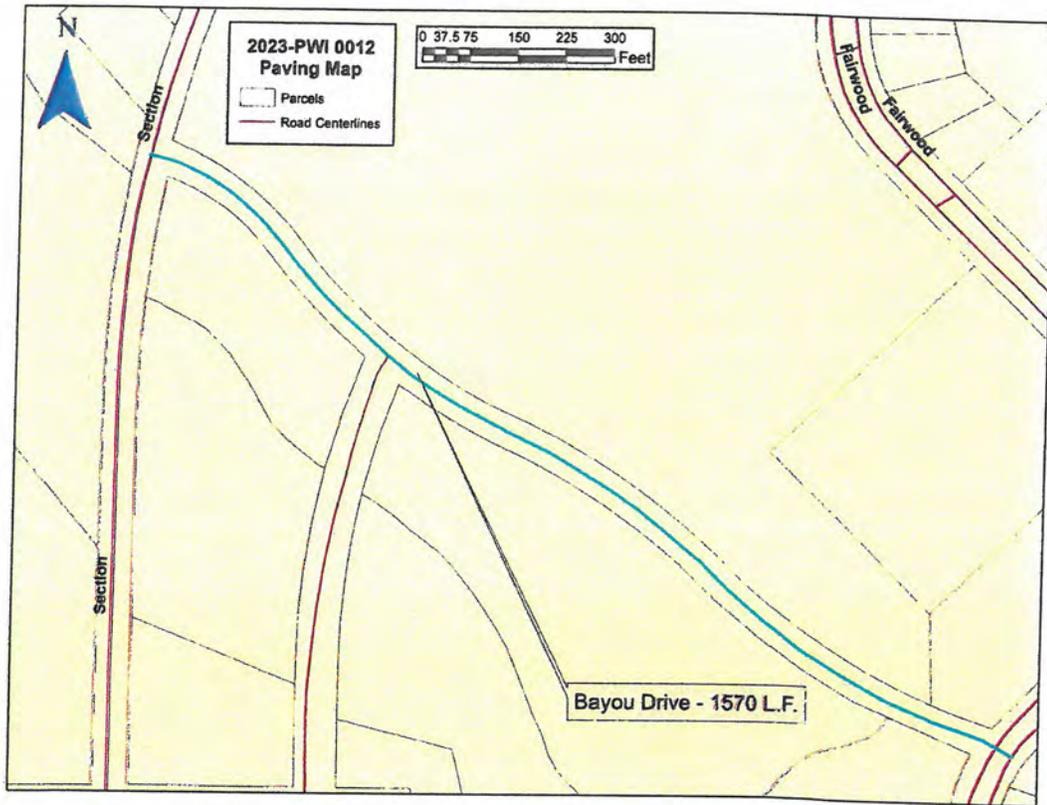 N
2023-PWI 0012
Paving Map
Parcels
Road Centerlines
0 37.5 75 150 225 300
Feet
Section
Fairwood
Fairwood
Section
Bayou Drive - 1570 L.F.